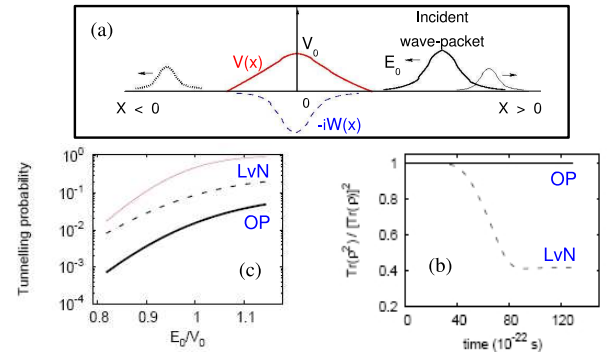 (a)
Incident
wave-packet
V₀
V(x)
E₀
X < 0
0
X > 0
-iW(x)
Tunnelling probability
10⁰
10⁻¹
10⁻²
10⁻³
10⁻⁴
LvN
OP
(c)
0.8 0.9 1 1.1
E₀/V₀
Tr(ρ²) / [Tr(ρ)]²
1
0.8
0.6
0.4
0.2
OP
LvN
(b)
0 40 80 120
time (10⁻²² s)